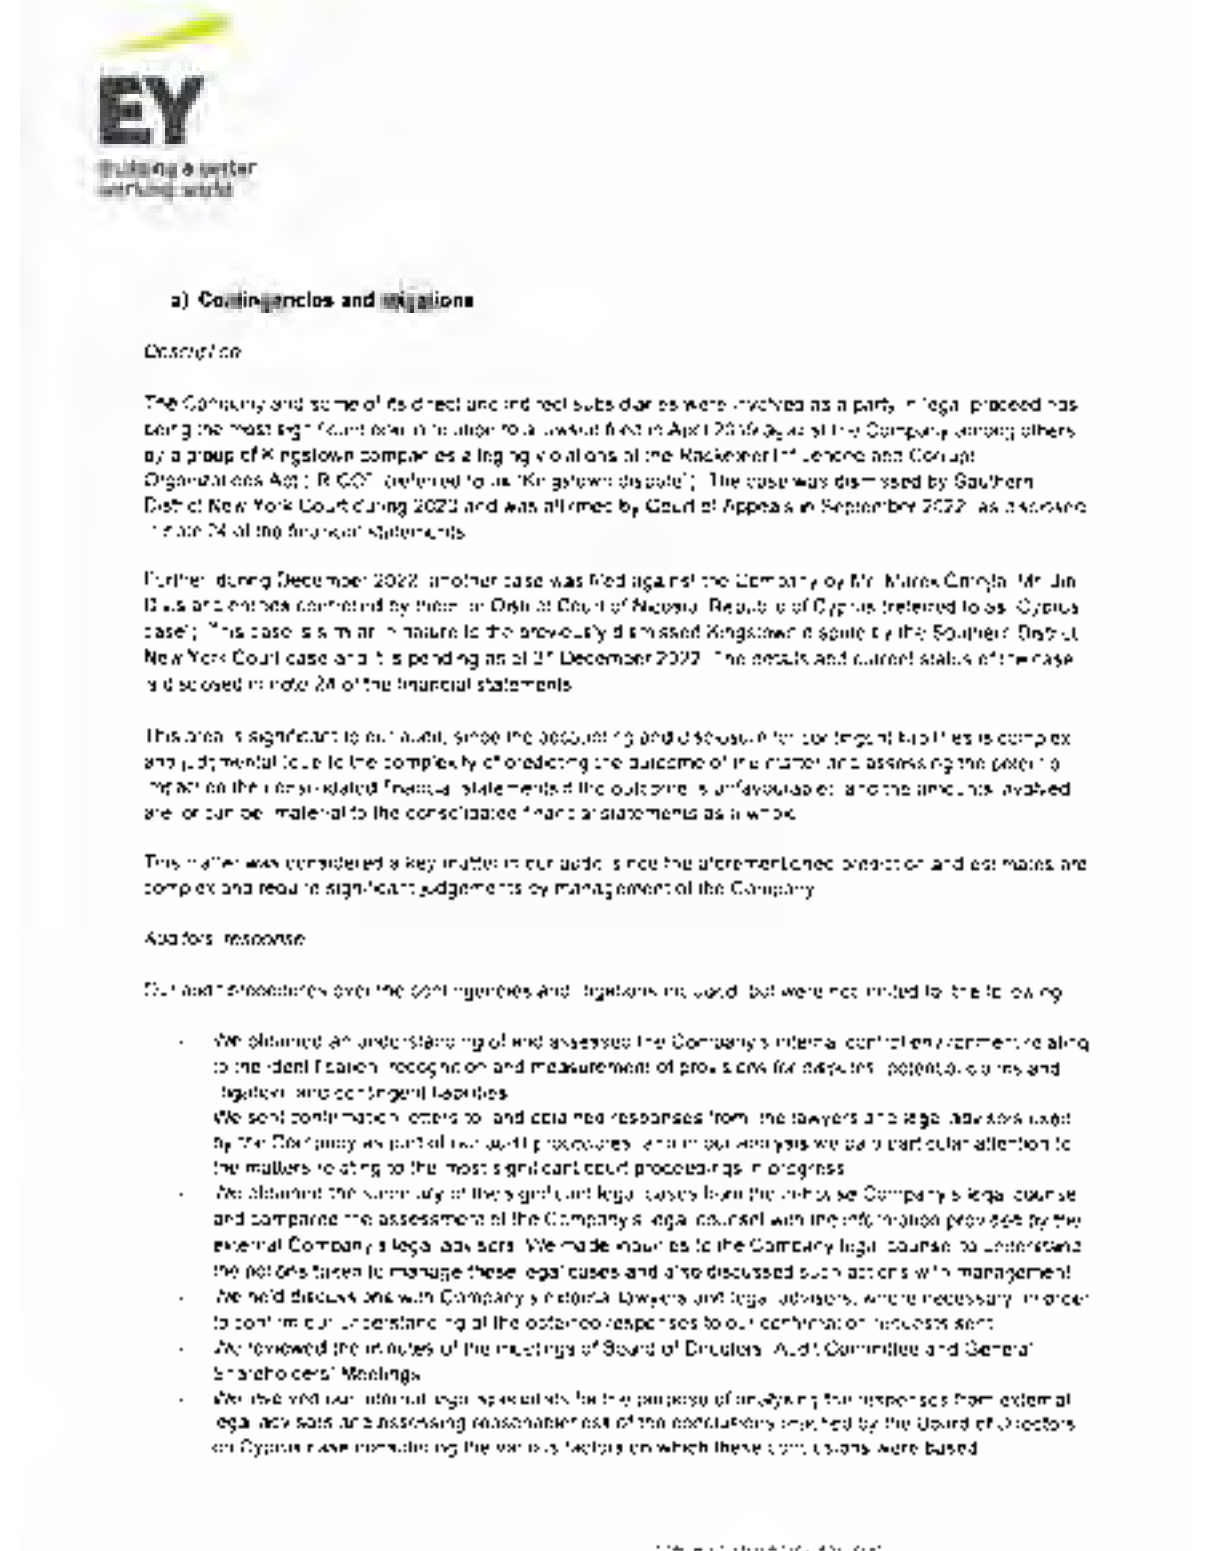 EY
Building a better
working world
a) Contingencies and litigations
Description
The Company and some of its direct and indirect subsidiaries were involved as a party in legal proceedings
being the most significant one in relation to a lawsuit filed in April 2019 against the Company among others
by a group of Kingstown companies alleging violations of the Racketeer Influenced and Corrupt
Organizations Act (RICO) (referred to as "Kingstown dispute"). The case was dismissed by Southern
District New York Court during 2020 and was affirmed by Court of Appeals in September 2022, as disclosed
in note 24 of the financial statements.
Further, during December 2022, another case was filed against the Company by Mr. Marek Čmejla, Mr. Jiří
Diviš and entities controlled by them, on District Court of Nicosia, Republic of Cyprus (referred to as "Cyprus
case"). This case is similar in nature to the previously dismissed Kingstown dispute by the Southern District
New York Court case and it is pending as of 31 December 2022. The details and current status of the case
is disclosed in note 24 of the financial statements.
This area is significant to our audit, since the accounting and disclosure for contingent liabilities is complex
and judgmental (due to the complexity of predicting the outcome of the matter and assessing the potential
impact on the consolidated financial statements if the outcome is unfavourable), and the amounts involved
are, or can be, material to the consolidated financial statements as a whole.
This matter was considered a key matter in our audit, since the aforementioned prediction and estimates are
complex and require significant judgements by management of the Company.
Auditors' response
Our audit procedures over the contingencies and litigations included, but were not limited to, the following:
- We obtained an understanding of and assessed the Company's internal control environment relating
to the identification, recognition and measurement of provisions for disputes, potential claims and
litigation, and contingent liabilities.
We sent confirmation letters to, and obtained responses from, the lawyers and legal advisors used
by the Company as part of our audit procedures, and in our analysis we paid particular attention to
the matters relating to the most significant court proceedings in progress.
- We obtained the summary of the significant legal cases from the in-house Company's legal counsel
and compared the assessment of the Company's legal counsel with the information provided by the
external Company's legal advisors. We made inquiries to the Company legal counsel to understand
the actions taken to manage these legal cases and also discussed such actions with management.
- We held discussions with Company's external lawyers and legal advisers, where necessary, in order
to confirm our understanding of the obtained responses to our confirmation requests sent.
- We reviewed the minutes of the meetings of Board of Directors, Audit Committee and General
Shareholders' Meetings.
- We involved our internal legal specialists for the purpose of analysing the responses from external
legal advisors and assessing reasonableness of the conclusions reached by the Board of Directors
on Cyprus case considering the various factors on which these conclusions were based.